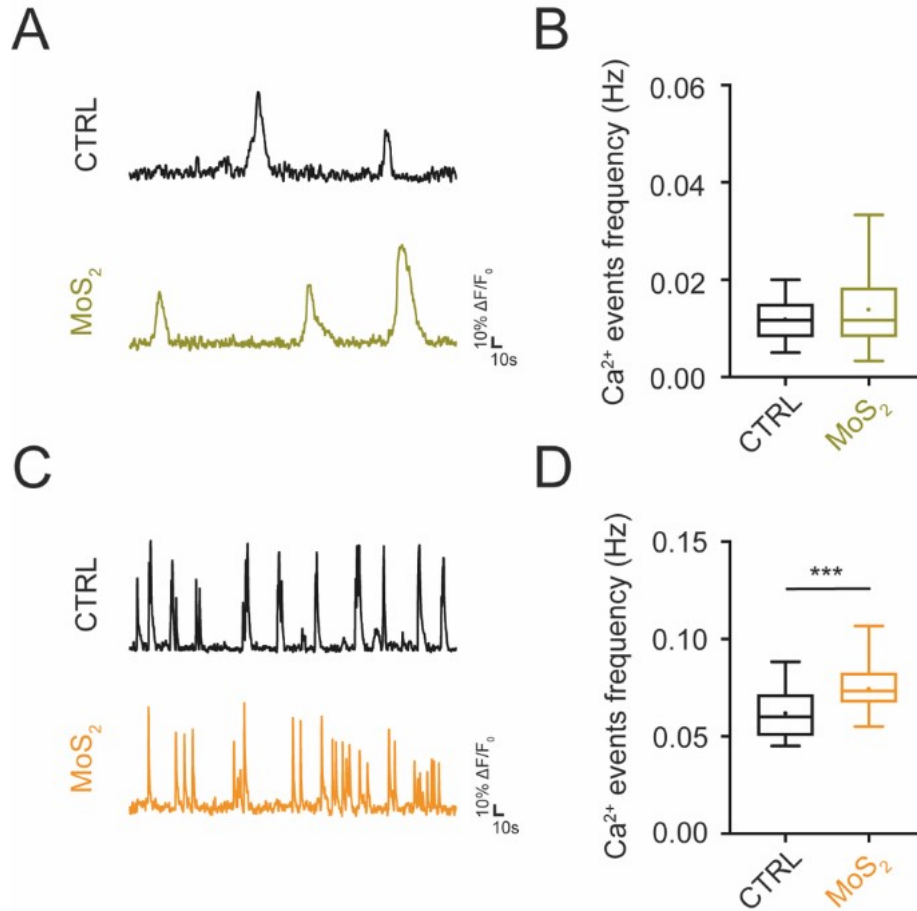 A
CTRL
MoS₂
10% ΔF/F₀
10s
B
Ca²⁺ events frequency (Hz)
0.06
0.04
0.02
0.00
CTRL
MoS₂
C
CTRL
MoS₂
10% ΔF/F₀
10s
D
Ca²⁺ events frequency (Hz)
0.15
0.10
0.05
0.00
***
CTRL
MoS₂